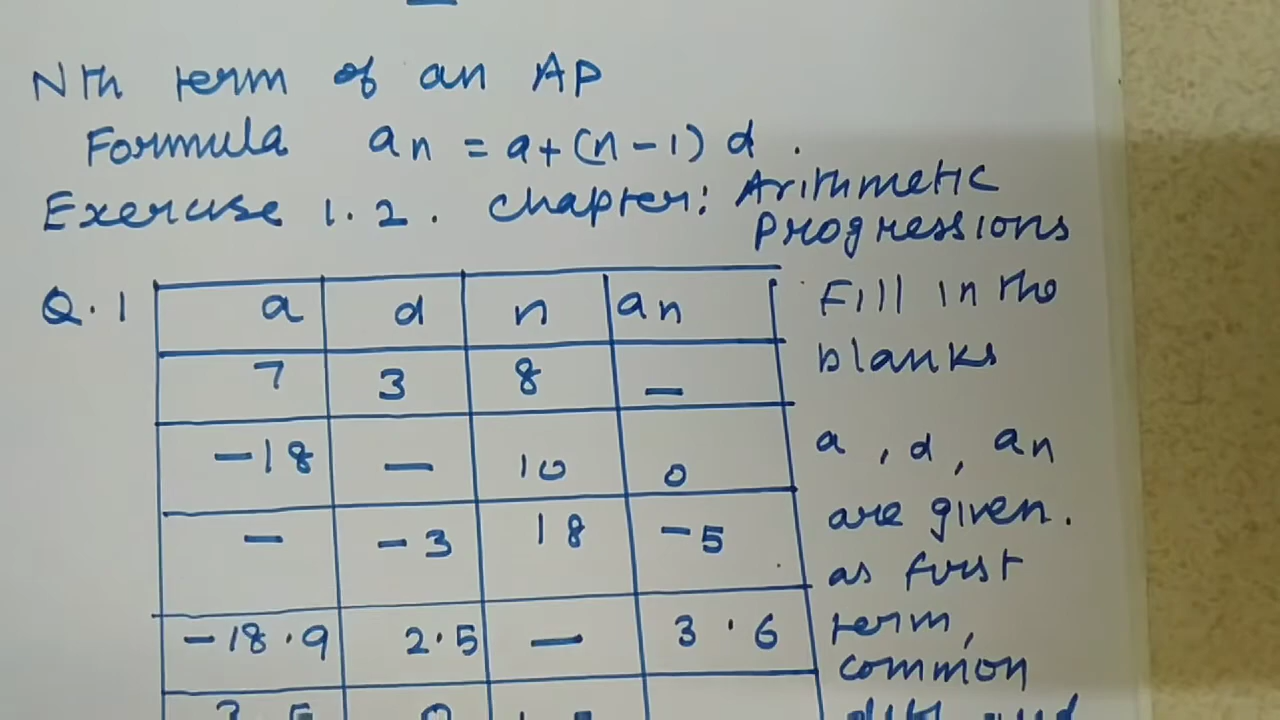 Nth term of an AP
Formula an = a+(n-1) d.
Exercise 1.2. Chapter: Arithmetic
Progressions
Q.1 a d n an Fill in the
7 3 8 — blanks
-18 — 10 0 a, d, an
— -3 18 -5 are given.
as first
-18.9 2.5 — 3.6 term,
common